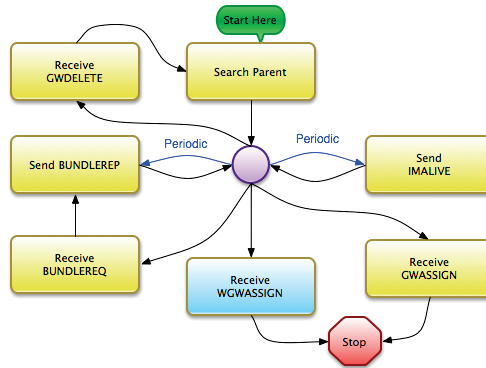 Start Here
Receive
GWDELETE
Search Parent
Periodic
Periodic
Send BUNDLEREP
Send
IMALIVE
Receive
BUNDLEREQ
Receive
WGWASSIGN
Receive
GWASSIGN
Stop